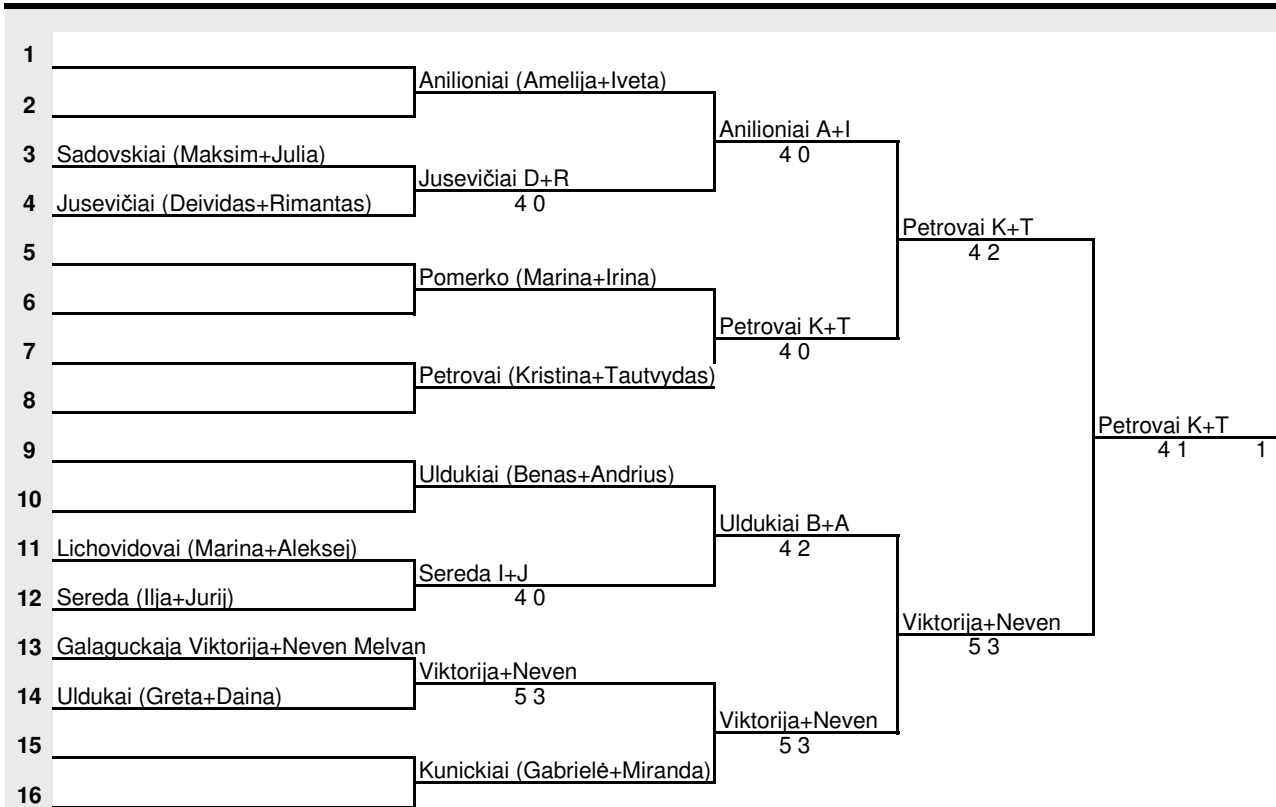 1
Anilioniai (Amelija+Iveta)
2
Anilioniai A+I
3 Sadovskiai (Maksim+Julia)
4 0
Jusevičiai D+R
4 Jusevičiai (Deividas+Rimantas)
4 0
Petrovai K+T
5
4 2
Pomerko (Marina+Irina)
6
Petrovai K+T
7
4 0
Petrovai (Kristina+Tautvydas)
8
Petrovai K+T
9
4 1 1
Uldukiai (Benas+Andrius)
10
Uldukiai B+A
11 Lichovidovai (Marina+Aleksej)
4 2
Sereda I+J
12 Sereda (Ilja+Jurij)
4 0
Viktorija+Neven
13 Galaguckaja Viktorija+Neven Melvan
5 3
Viktorija+Neven
14 Uldukai (Greta+Daina)
5 3
Viktorija+Neven
15
5 3
Kunickiai (Gabrielė+Miranda)
16